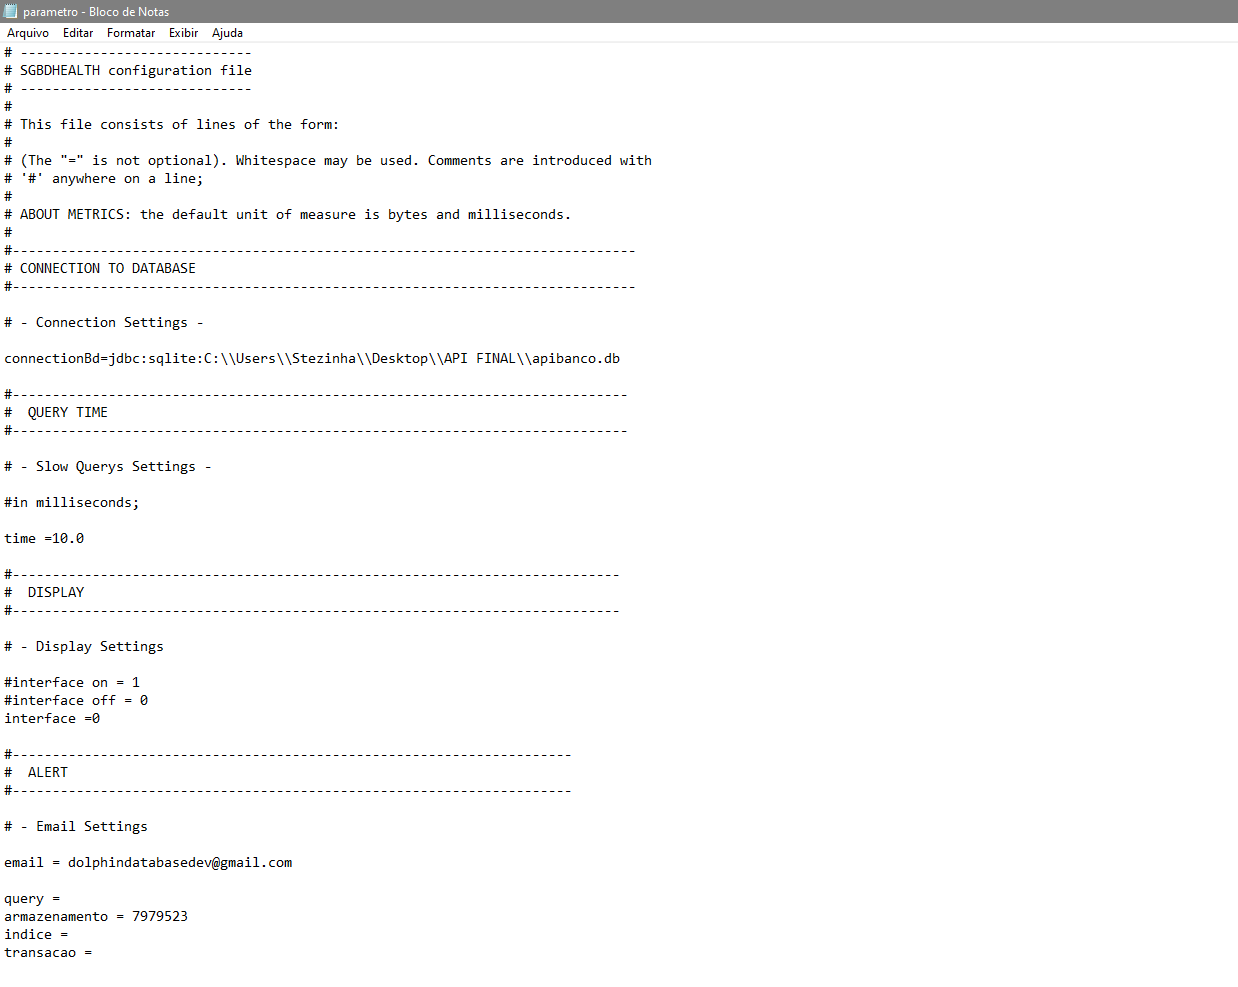 parametro - Bloco de Notas
Arquivo Editar Formatar Exibir Ajuda
# -----------------------------
# SGBDHEALTH configuration file
# -----------------------------
#
# This file consists of lines of the form:
#
# (The "=" is not optional). Whitespace may be used. Comments are introduced with
# '#' anywhere on a line;
#
# ABOUT METRICS: the default unit of measure is bytes and milliseconds.
#
#------------------------------------------------------------------------------
# CONNECTION TO DATABASE
#------------------------------------------------------------------------------
# - Connection Settings -
connectionBd=jdbc:sqlite:C:\\Users\\Stezinha\\Desktop\\API FINAL\\apibanco.db
#-----------------------------------------------------------------------------
#  QUERY TIME
#-----------------------------------------------------------------------------
# - Slow Querys Settings -
#in milliseconds;
time =10.0
#----------------------------------------------------------------------------
#  DISPLAY
#----------------------------------------------------------------------------
# - Display Settings
#interface on = 1
#interface off = 0
interface =0
#----------------------------------------------------------------------
#  ALERT
#----------------------------------------------------------------------
# - Email Settings
email = dolphindatabasedev@gmail.com
query =
armazenamento = 7979523
indice =
transacao =